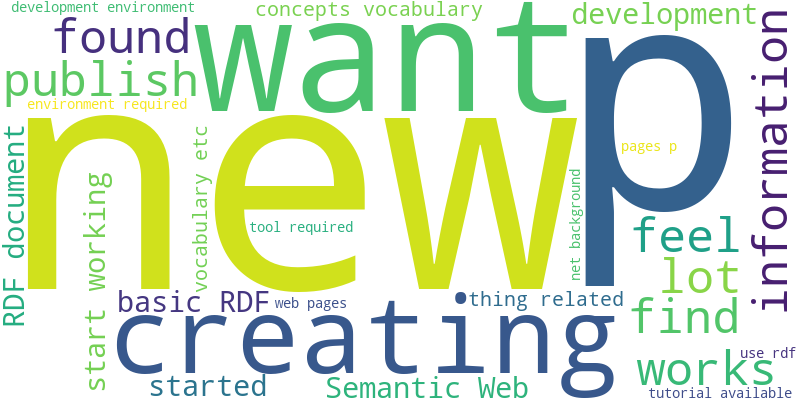 development environment
concepts vocabulary
development
found
want
publish
environment required
new
p
information
RDF document
start working
vocabulary etc
tool required
pages p
net background
feel
lot
basic RDF
web pages
thing related
find
creating
works
use rdf
started
Semantic Web
tutorial available